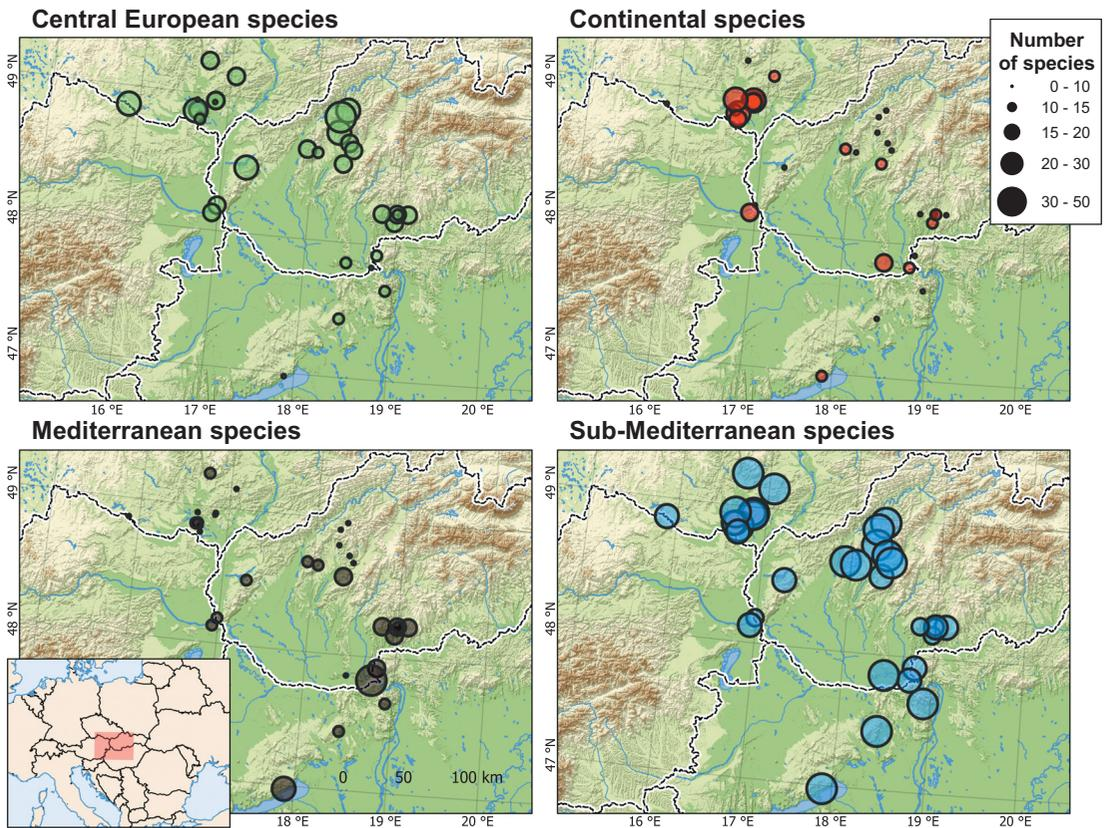 Central European species
Continental species
Number
of species
0 - 10
10 - 15
15 - 20
20 - 30
30 - 50
49 °N
48 °N
47 °N
16 °E 17 °E 18 °E 19 °E 20 °E
49 °N
48 °N
47 °N
16 °E 17 °E 18 °E 19 °E 20 °E
Mediterranean species
Sub-Mediterranean species
49 °N
48 °N
0 50 100 km
18 °E 19 °E 20 °E
49 °N
48 °N
47 °N
16 °E 17 °E 18 °E 19 °E 20 °E